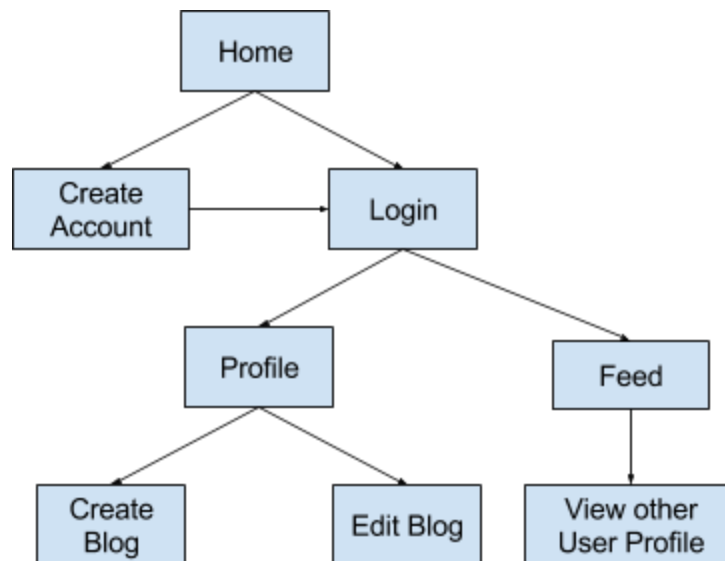 Home
Create
Account
Login
Profile
Feed
Create
Blog
Edit Blog
View other
User Profile